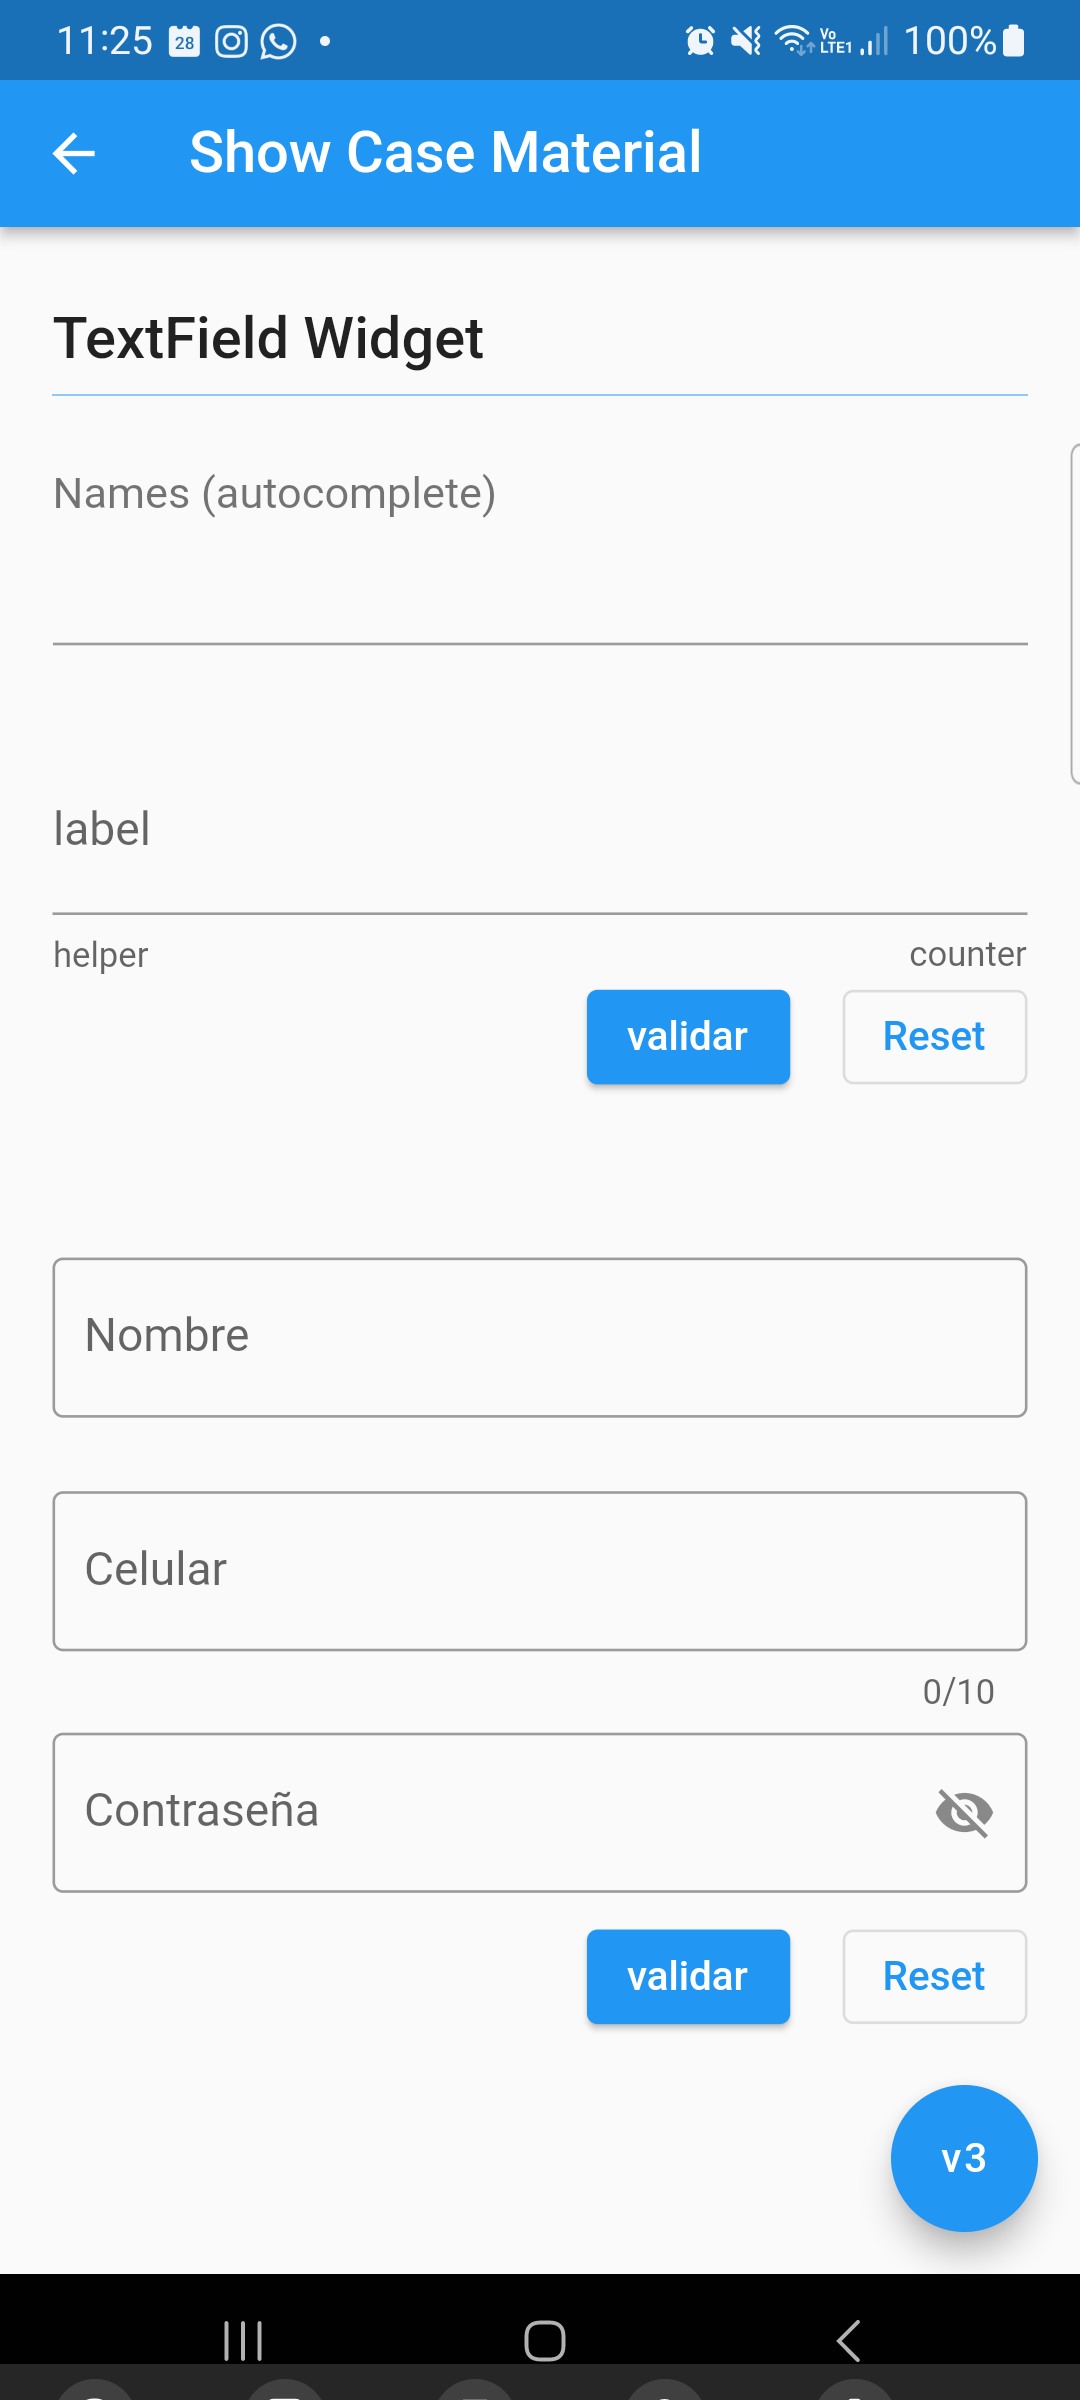 11:25 28 Vo LTE1 100%
Show Case Material
TextField Widget
Names (autocomplete)
label
helper counter
validar Reset
Nombre
Celular
0/10
Contraseña
validar Reset
v3